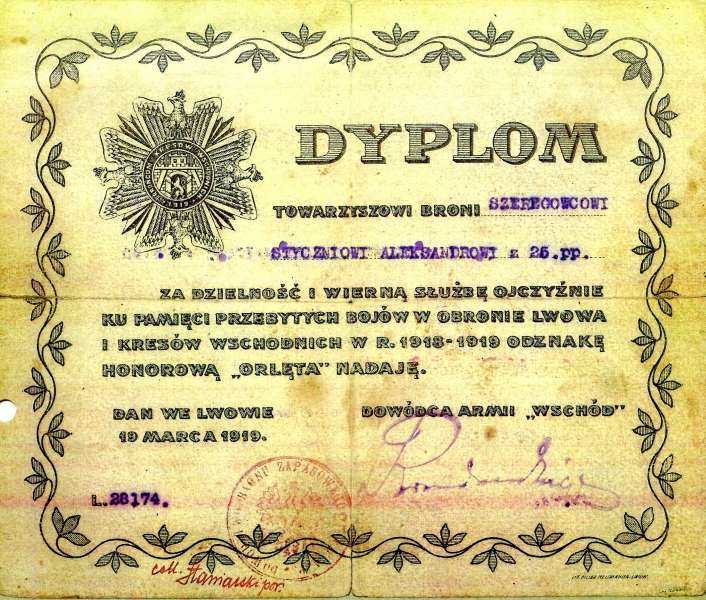 DYPLOM
TOWARZYSZOWI BRONI SZEREGOWCOWI
STYCZNIOWI ALEKSANDROWI z 25.pp.
ZA DZIELNOŚĆ I WIERNĄ SŁUŻBĘ OJCZYŹNIE
KU PAMIĘCI PRZEBYTYCH BOJÓW W OBRONIE LWOWA
I KRESÓW WSCHODNICH W R. 1918-1919 ODZNAKĘ
HONOROWĄ „ORLĘTA" NADAJĘ.
DAN WE LWOWIE
19 MARCA 1919.
DOWÓDCA ARMII „WSCHÓD"
L. 28174.